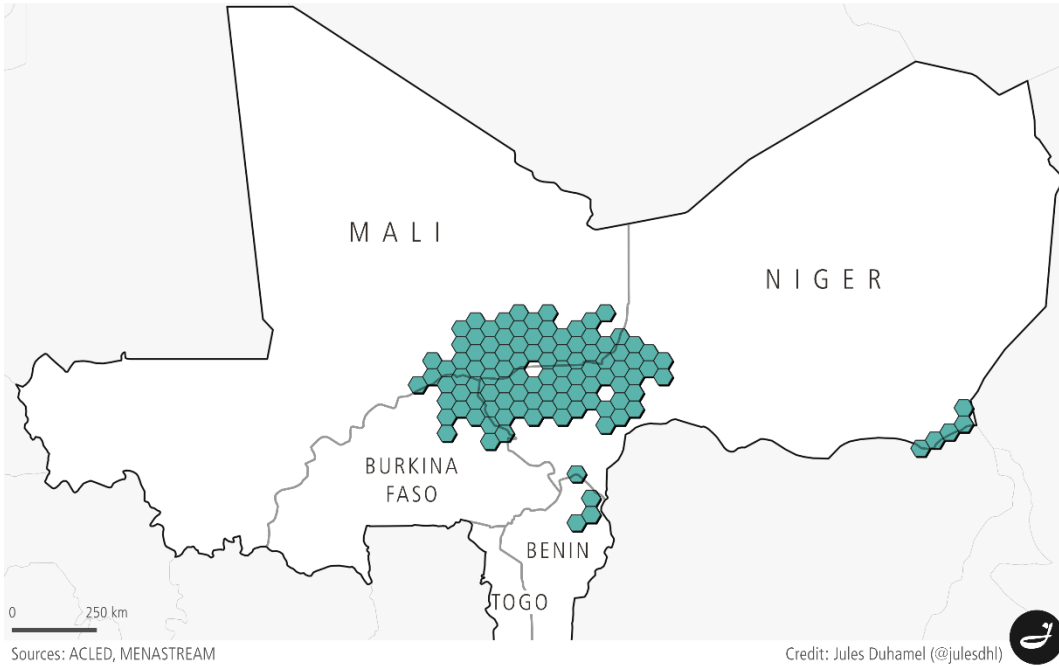 MALI
NIGER
BURKINA
FASO
BENIN
TOGO
0 250 km
Sources: ACLED, MENASTREAM
Credit: Jules Duhamel (@julesdhl)